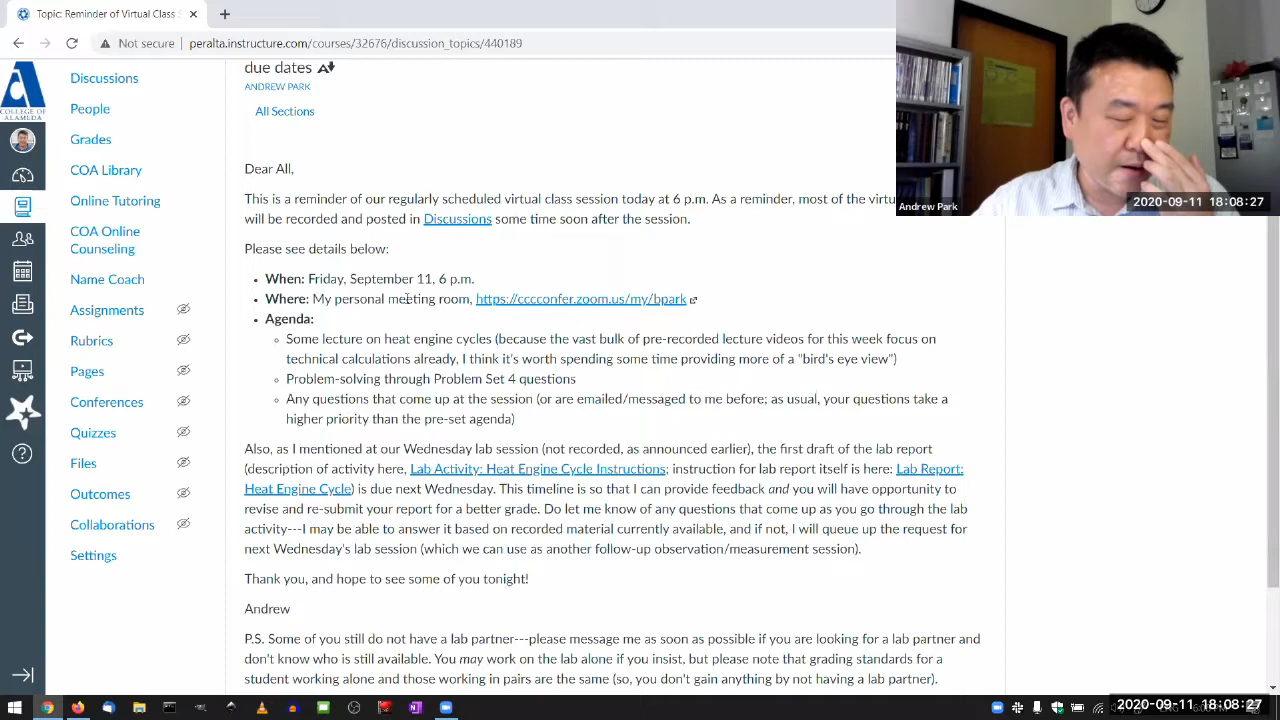 Topic: Reminder of Virtual Class S
Not secure | peralta.instructure.com/courses/32676/discussion_topics/440189
COLLEGE OF
ALAMEDA
Discussions
People
Grades
COA Library
Online Tutoring
COA Online
Counseling
Name Coach
Assignments
Rubrics
Pages
Conferences
Quizzes
Files
Outcomes
Collaborations
Settings
due dates
ANDREW PARK
All Sections
Dear All,
This is a reminder of our regularly scheduled virtual class session today at 6 p.m. As a reminder, most of the virtu
will be recorded and posted in Discussions some time soon after the session.
Please see details below:
When: Friday, September 11, 6 p.m.
Where: My personal meeting room, https://cccconfer.zoom.us/my/bpark
Agenda:
Some lecture on heat engine cycles (because the vast bulk of pre-recorded lecture videos for this week focus on
technical calculations already, I think it's worth spending some time providing more of a "bird's eye view")
Problem-solving through Problem Set 4 questions
Any questions that come up at the session (or are emailed/messaged to me before; as usual, your questions take a
higher priority than the pre-set agenda)
Also, as I mentioned at our Wednesday lab session (not recorded, as announced earlier), the first draft of the lab report
(description of activity here, Lab Activity: Heat Engine Cycle Instructions; instruction for lab report itself is here: Lab Report:
Heat Engine Cycle) is due next Wednesday. This timeline is so that I can provide feedback and you will have opportunity to
revise and re-submit your report for a better grade. Do let me know of any questions that come up as you go through the lab
activity---I may be able to answer it based on recorded material currently available, and if not, I will queue up the request for
next Wednesday's lab session (which we can use as another follow-up observation/measurement session).
Thank you, and hope to see some of you tonight!
Andrew
P.S. Some of you still do not have a lab partner---please message me as soon as possible if you are looking for a lab partner and
don't know who is still available. You may work on the lab alone if you insist, but please note that grading standards for a
student working alone and those working in pairs are the same (so, you don't gain anything by not having a lab partner).
Andrew Park
2020-09-11 18:08:27
2020-09-11 18:08:27